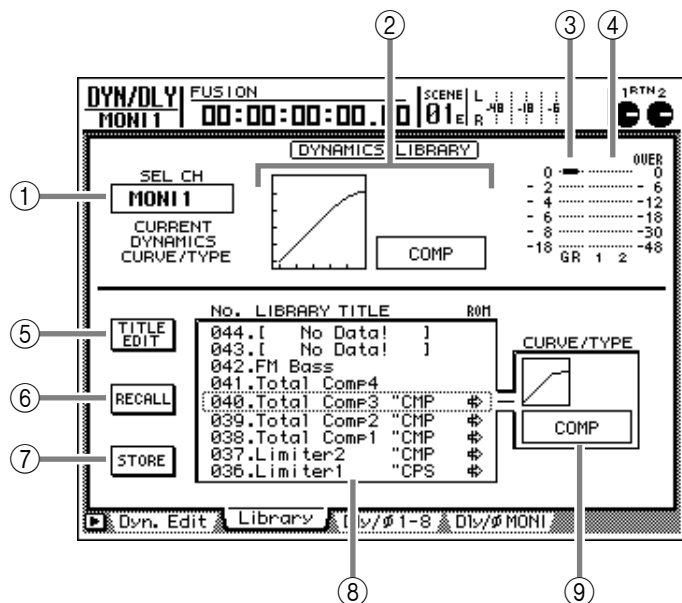 ② ③ ④
DYN/DLY FUSION SCENE L -48 -18 -6 1RTN2
MONI1 00:00:00:00.00 01E R
DYNAMICS LIBRARY
OVER
① SEL CH
MONI1
CURRENT
DYNAMICS
CURVE/TYPE
COMP
0 0
- 2 - 6
- 4 -12
- 6 -18
- 8 -30
-18 -48
GR 1 2
No. LIBRARY TITLE ROM
⑤ TITLE EDIT
⑥ RECALL
⑦ STORE
044.[ No Data! ]
043.[ No Data! ]
042.FM Bass
041.Total Comp4
040.Total Comp3 "CMP
039.Total Comp2 "CMP
038.Total Comp1 "CMP
037.Limiter2 "CMP
036.Limiter1 "CPS
CURVE/TYPE
COMP
Dyn. Edit Library Dly/Ø1-8 Dly/ØMONI
⑧ ⑨